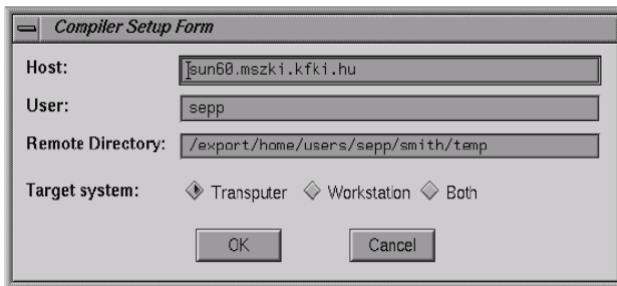 Compiler Setup Form
Host: sun60.mszki.kfki.hu
User: sepp
Remote Directory: /export/home/users/sepp/smith/temp
Target system: Transputer Workstation Both
OK Cancel